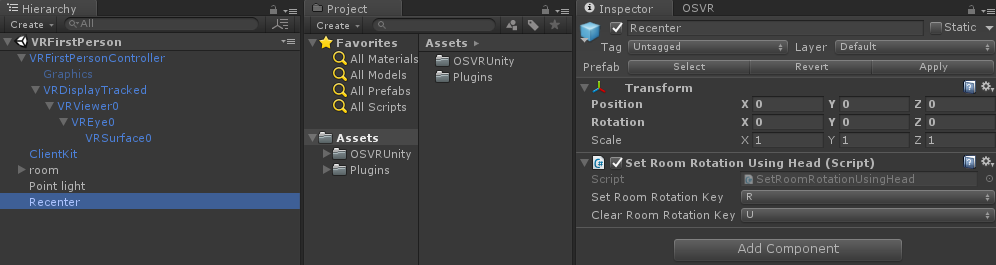 Hierarchy
Create
All
VRFirstPerson
VRFirstPersonController
Graphics
VRDisplayTracked
VRViewer0
VREye0
VRSurface0
ClientKit
room
Point light
Recenter
Project
Create
Favorites
All Materials
All Models
All Prefabs
All Scripts
Assets
OSVRUnity
Plugins
Assets
OSVRUnity
Plugins
Inspector OSVR
Recenter Static
Tag Untagged Layer Default
Prefab Select Revert Apply
Transform
Position X 0 Y 0 Z 0
Rotation X 0 Y 0 Z 0
Scale X 1 Y 1 Z 1
Set Room Rotation Using Head (Script)
Script SetRoomRotationUsingHead
Set Room Rotation Key R
Clear Room Rotation Key U
Add Component